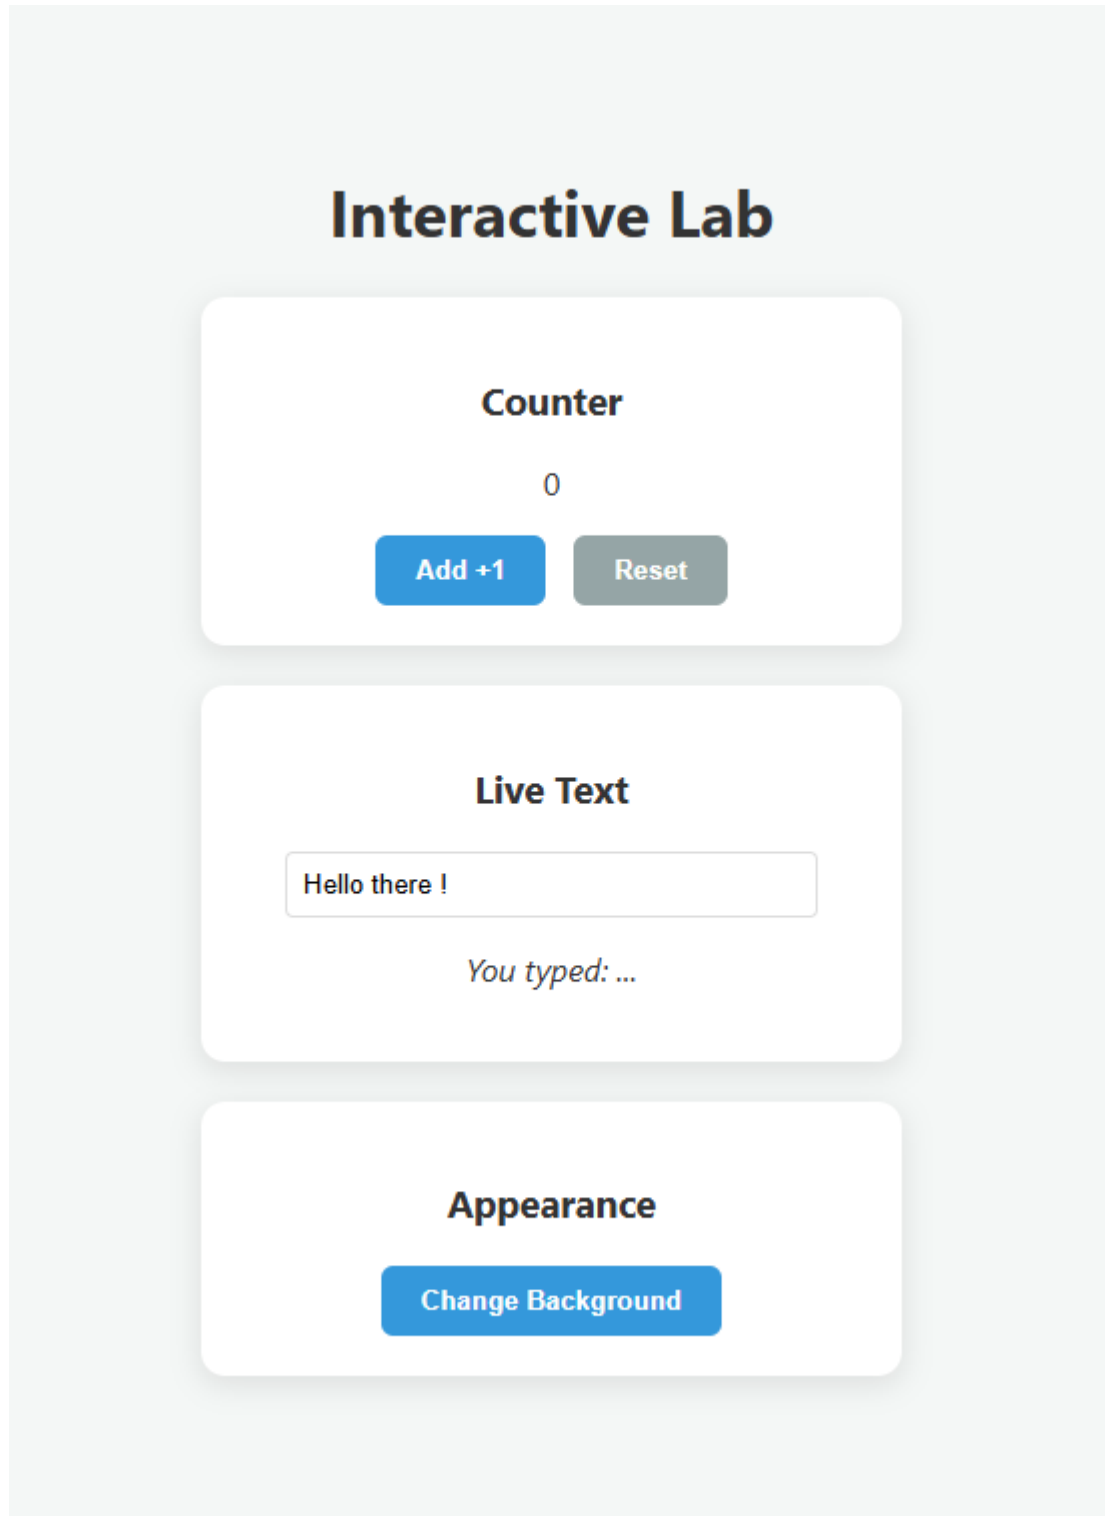 Interactive Lab
Counter
0
Add +1 Reset
Live Text
Hello there !
You typed: ...
Appearance
Change Background